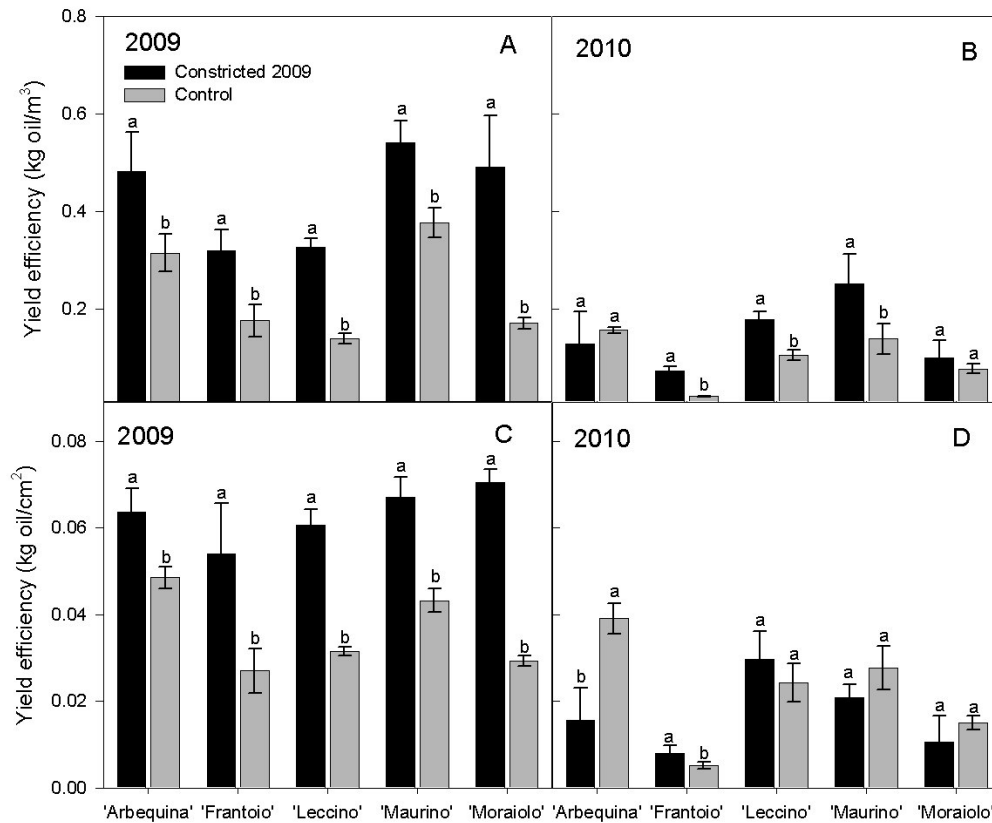 2009
A
Constricted 2009
Control
Yield efficiency (kg oil/m³)
0.8
0.6
0.4
0.2
a b a b a b a b a b
2010
B
a a a b a b a b a a
2009
C
Yield efficiency (kg oil/cm²)
0.08
0.06
0.04
0.02
0.00
a b a b a b a b a b
2010
D
b a a b a a a a a a
'Arbequina' 'Frantoio' 'Leccino' 'Maurino' 'Moraiolo' 'Arbequina' 'Frantoio' 'Leccino' 'Maurino' 'Moraiolo'